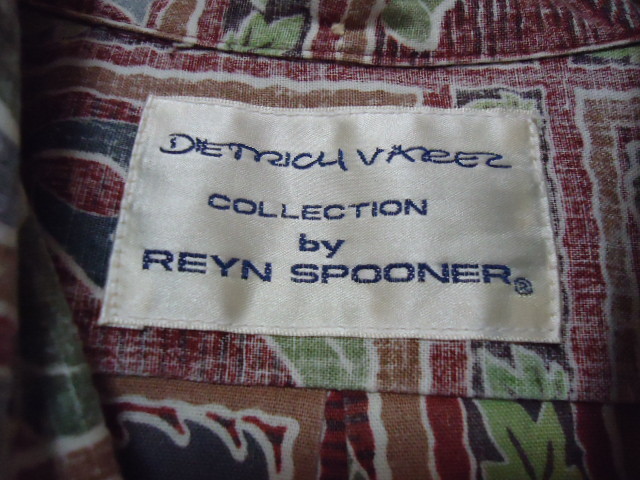 DIETRICH VAREZ
COLLECTION
by
REYN SPOONER®